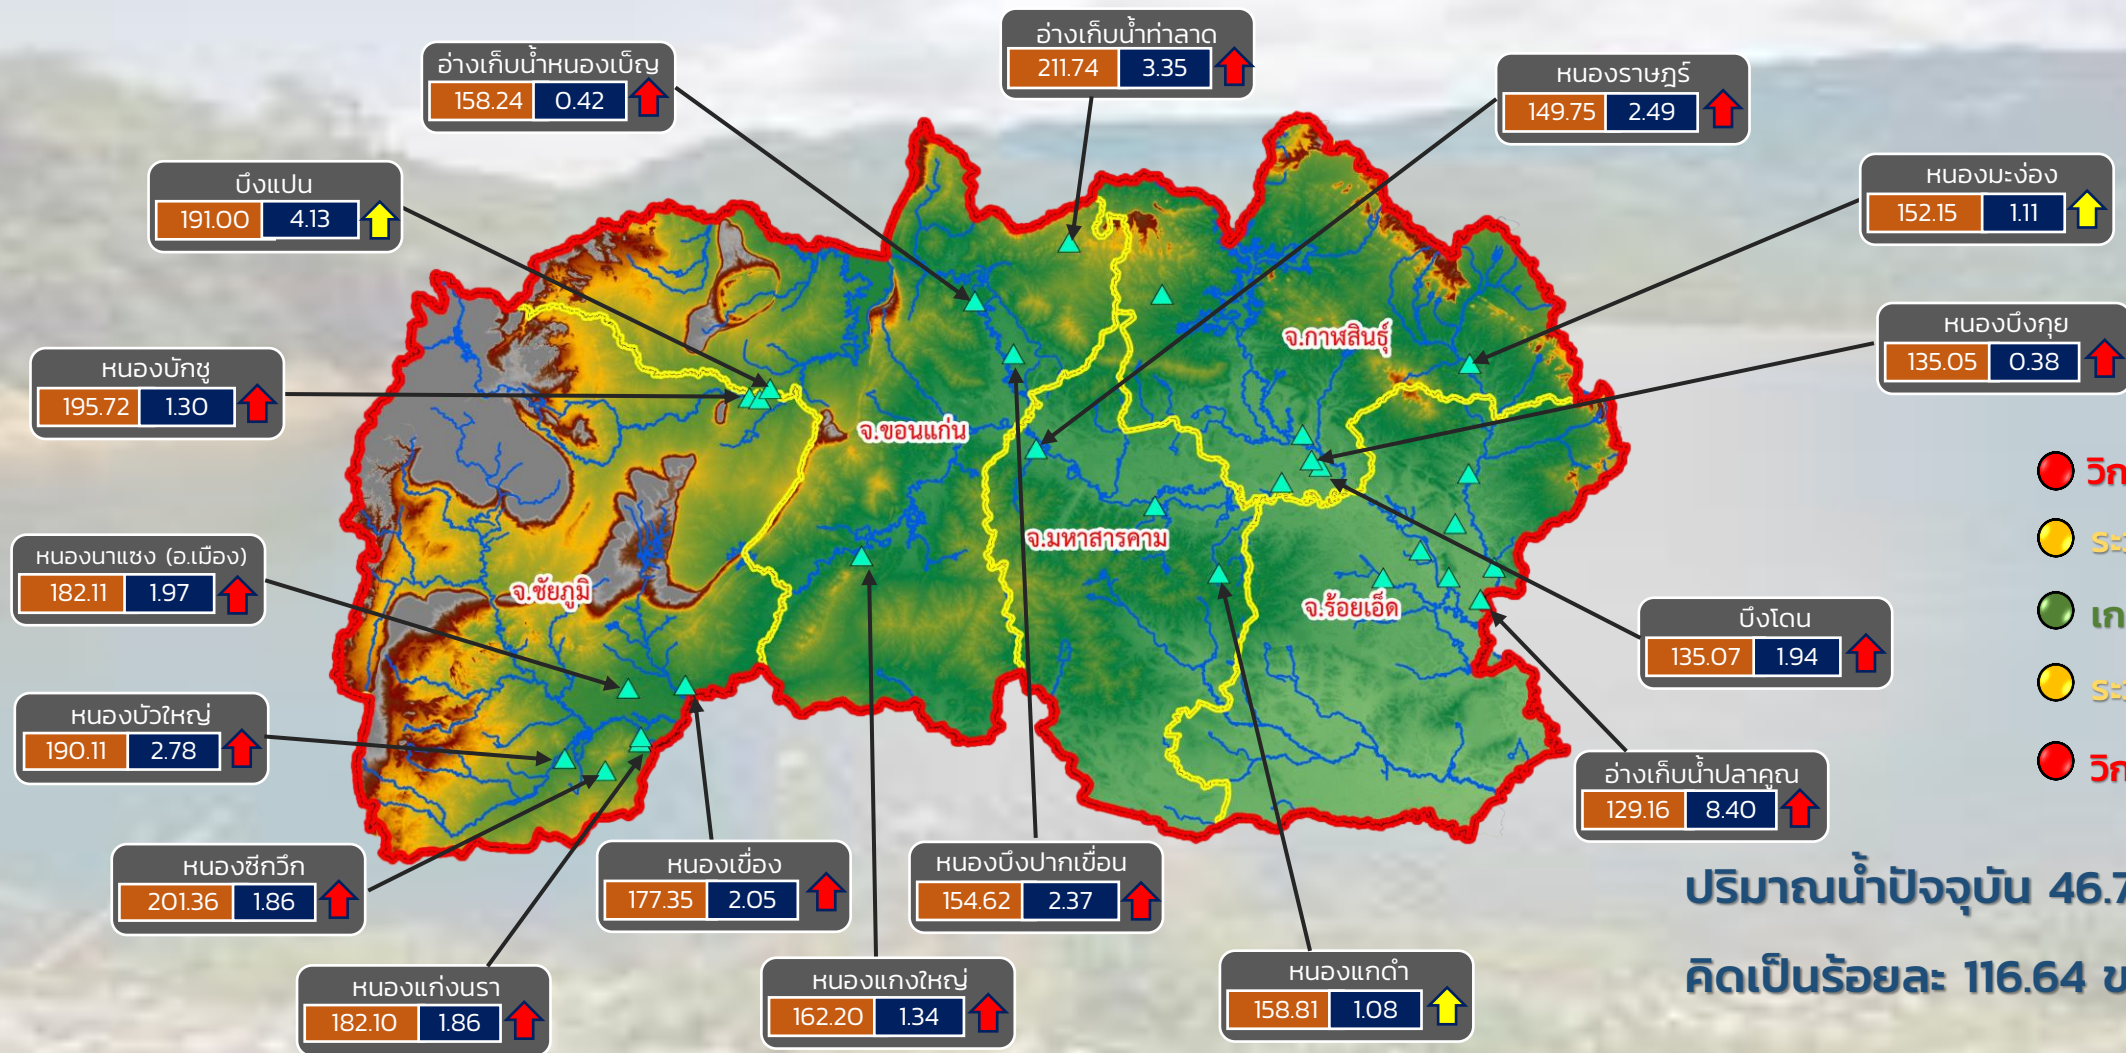 อ่างเก็บน้ำท่าลาด
211.74 3.35
อ่างเก็บน้ำหนองเบ็ญ
158.24 0.42
หนองราษฎร์
149.75 2.49
บึงแปน
191.00 4.13
หนองมะง่อง
152.15 1.11
หนองบึงกุย
135.05 0.38
หนองบักซู
195.72 1.30
จ.กาฬสินธุ์
จ.ขอนแก่น
จ.มหาสารคาม
จ.ชัยภูมิ
จ.ร้อยเอ็ด
หนองนาแซง (อ.เมือง)
182.11 1.97
บึงโดน
135.07 1.94
หนองบัวใหญ่
190.11 2.78
อ่างเก็บน้ำปลาคูณ
129.16 8.40
หนองซีกวึก
201.36 1.86
หนองเขื่อง
177.35 2.05
หนองบึงปากเขื่อน
154.62 2.37
หนองแก่งนรา
182.10 1.86
หนองแกงใหญ่
162.20 1.34
หนองแกดำ
158.81 1.08
ปริมาณน้ำปัจจุบัน 46.7
คิดเป็นร้อยละ 116.64 ข